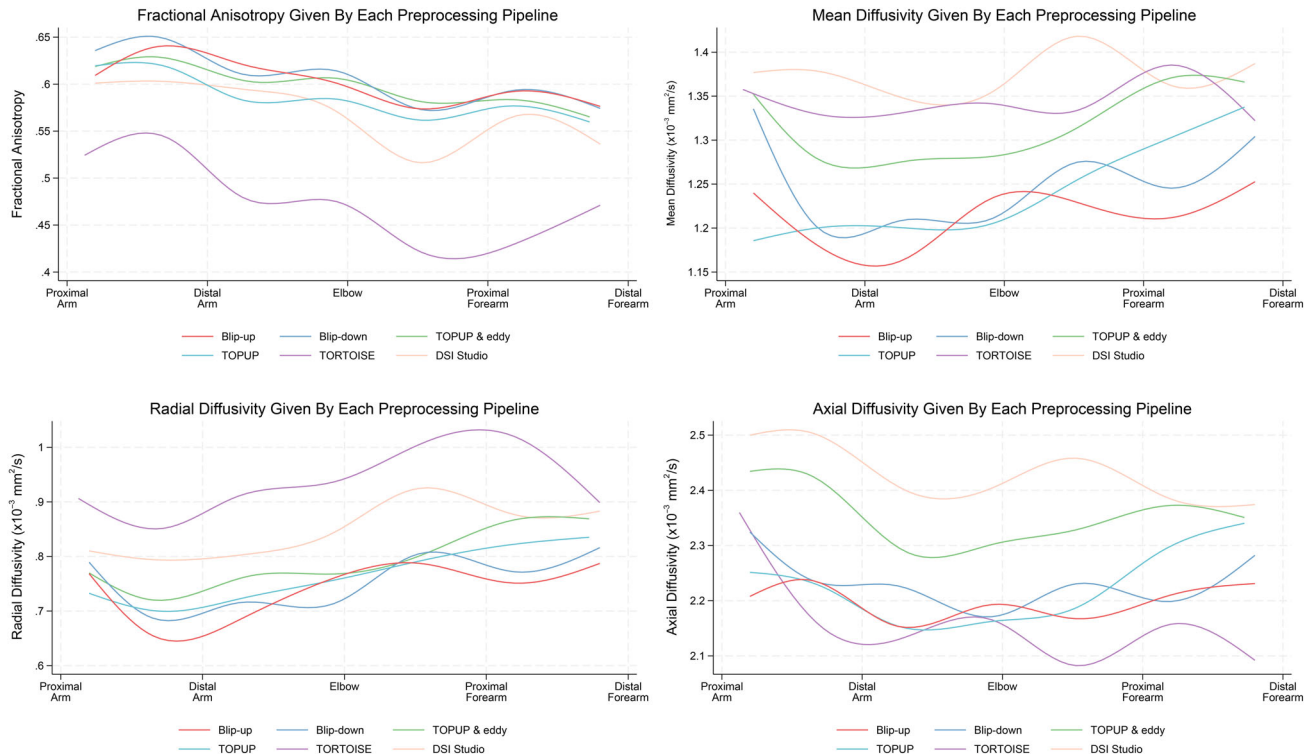 Fractional Anisotropy Given By Each Preprocessing Pipeline
Fractional Anisotropy
.65
.6
.55
.5
.45
.4
Proximal Arm
Distal Arm
Elbow
Proximal Forearm
Distal Forearm
Blip-up
Blip-down
TOPUP & eddy
TOPUP
TORTOISE
DSI Studio
Mean Diffusivity Given By Each Preprocessing Pipeline
Mean Diffusivity (x10⁻³ mm²/s)
1.4
1.35
1.3
1.25
1.2
1.15
Proximal Arm
Distal Arm
Elbow
Proximal Forearm
Distal Forearm
Blip-up
Blip-down
TOPUP & eddy
TOPUP
TORTOISE
DSI Studio
Radial Diffusivity Given By Each Preprocessing Pipeline
Radial Diffusivity (x10⁻³ mm²/s)
1
.9
.8
.7
.6
Proximal Arm
Distal Arm
Elbow
Proximal Forearm
Distal Forearm
Blip-up
Blip-down
TOPUP & eddy
TOPUP
TORTOISE
DSI Studio
Axial Diffusivity Given By Each Preprocessing Pipeline
Axial Diffusivity (x10⁻³ mm²/s)
2.5
2.4
2.3
2.2
2.1
Proximal Arm
Distal Arm
Elbow
Proximal Forearm
Distal Forearm
Blip-up
Blip-down
TOPUP & eddy
TOPUP
TORTOISE
DSI Studio